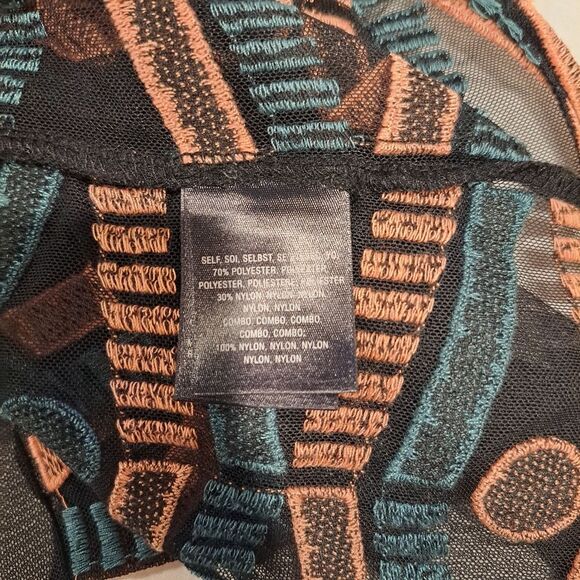 SELF, SOI, SELBST,
70% POLYESTER, POLYESTER,
POLYESTER, POLIESTERE, POLYESTER
30% NYLON, NYLON, NYLON,
NYLON, NYLON
COMBO, COMBO, COMBO,
COMBO, COMBO;
100% NYLON, NYLON, NYLON
NYLON, NYLON